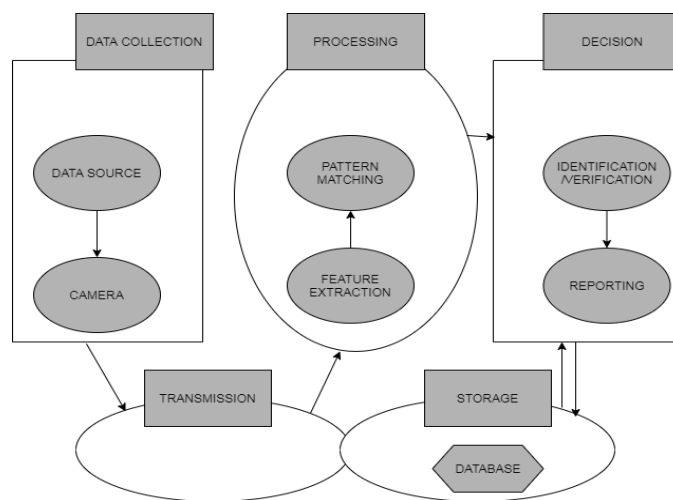 DATA COLLECTION
PROCESSING
DECISION
DATA SOURCE
PATTERN
MATCHING
IDENTIFICATION
/VERIFICATION
CAMERA
FEATURE
EXTRACTION
REPORTING
TRANSMISSION
STORAGE
DATABASE